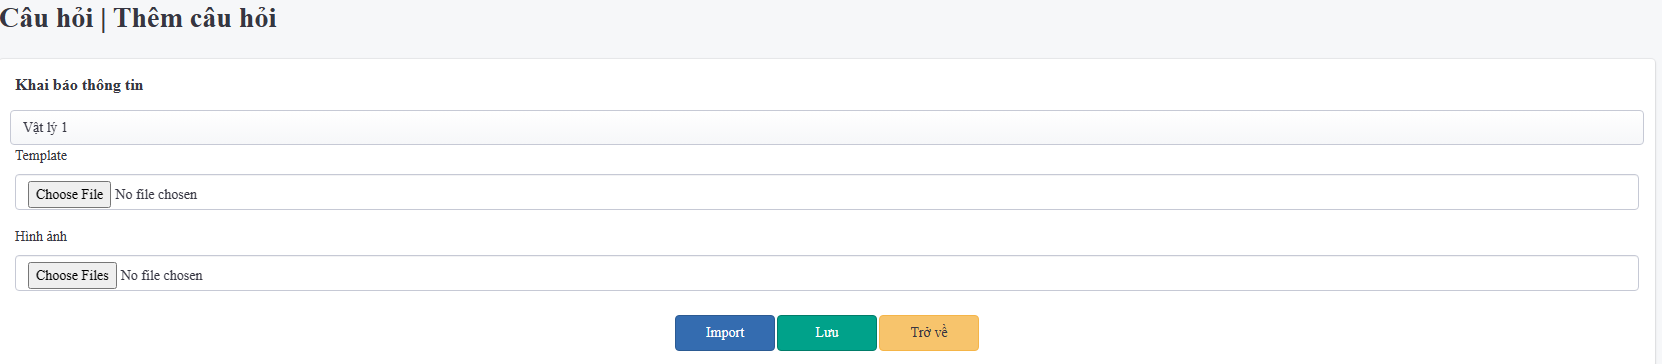 Câu hỏi | Thêm câu hỏi
Khai báo thông tin
Vật lý 1
Template
Choose File No file chosen
Hình ảnh
Choose Files No file chosen
Import Lưu Trở về